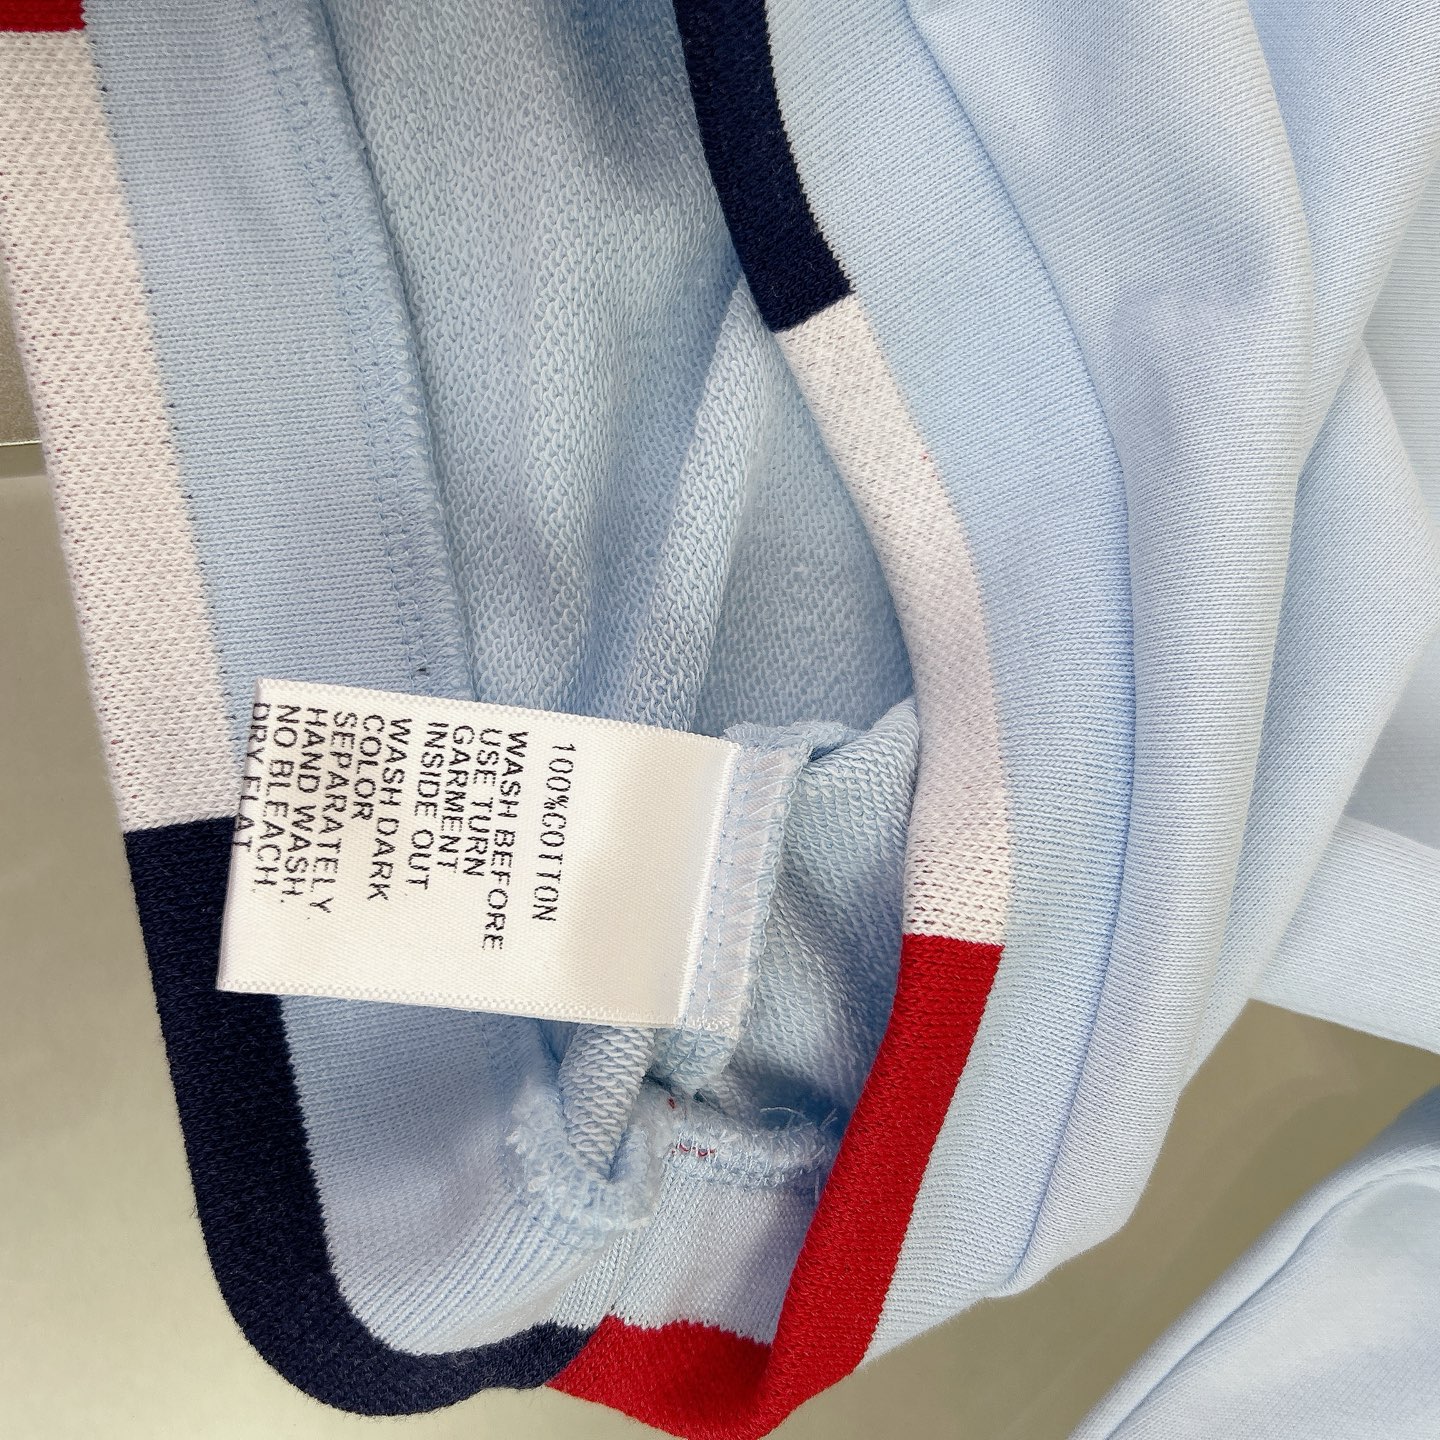 100%COTTON
WASH BEFORE
USE TURN
GARMENT
INSIDE OUT
WASH DARK
COLOR
SEPARATELY
HAND WASH.
NO BLEACH.
DRY FLAT